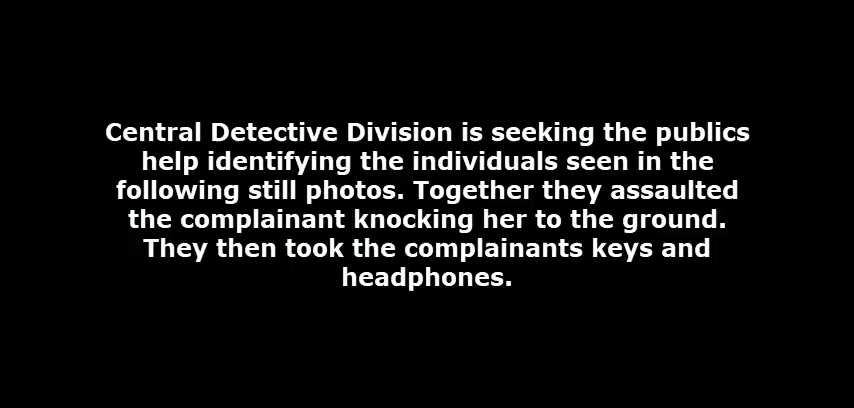 Central Detective Division is seeking the publics
help identifying the individuals seen in the
following still photos. Together they assaulted
the complainant knocking her to the ground.
They then took the complainants keys and
headphones.